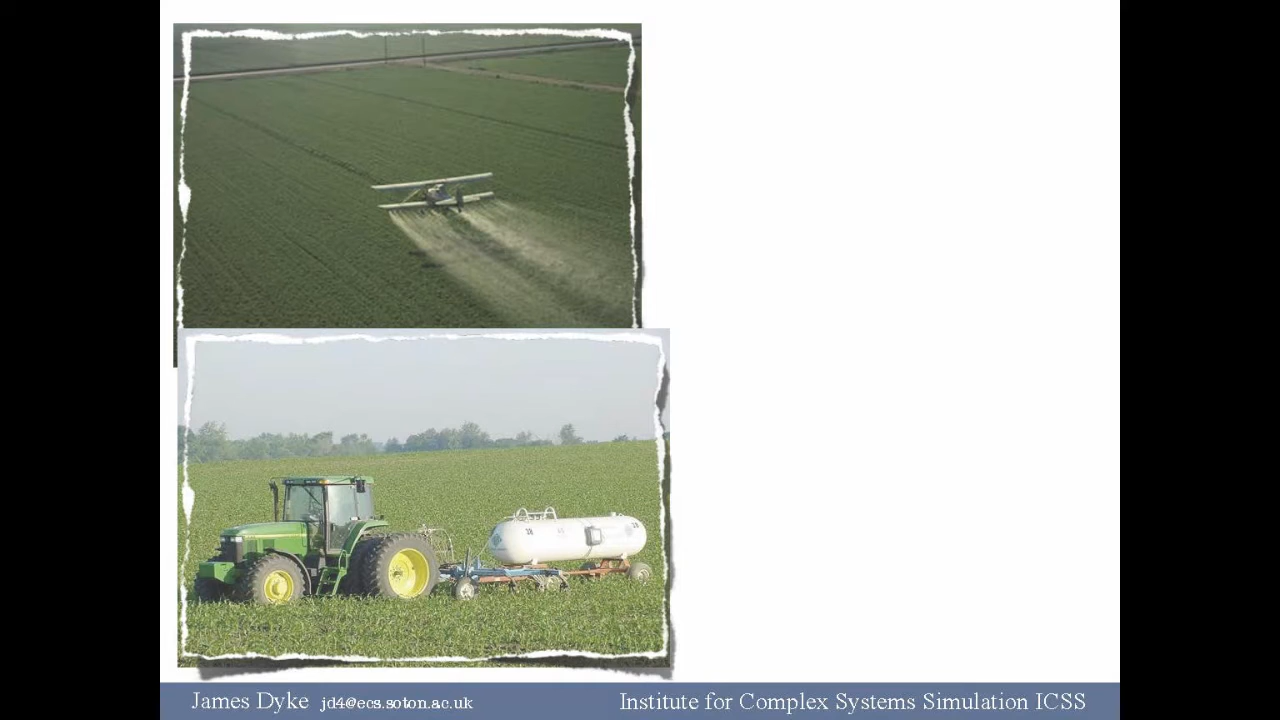 James Dyke jd4@ecs.soton.ac.uk
Institute for Complex Systems Simulation ICSS